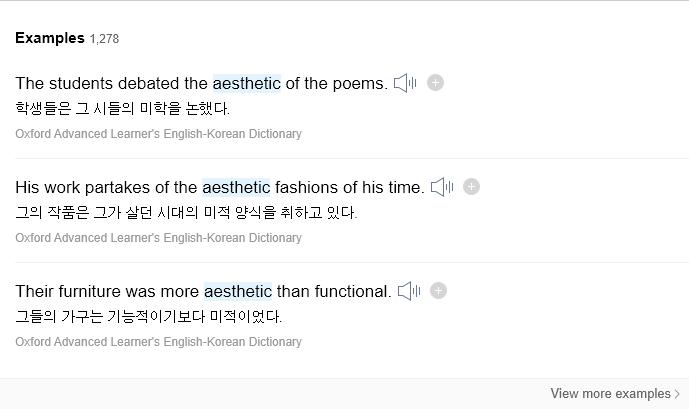 Examples 1,278
The students debated the aesthetic of the poems.
학생들은 그 시들의 미학을 논했다.
Oxford Advanced Learner's English-Korean Dictionary
His work partakes of the aesthetic fashions of his time.
그의 작품은 그가 살던 시대의 미적 양식을 취하고 있다.
Oxford Advanced Learner's English-Korean Dictionary
Their furniture was more aesthetic than functional.
그들의 가구는 기능적이기보다 미적이었다.
Oxford Advanced Learner's English-Korean Dictionary
View more examples